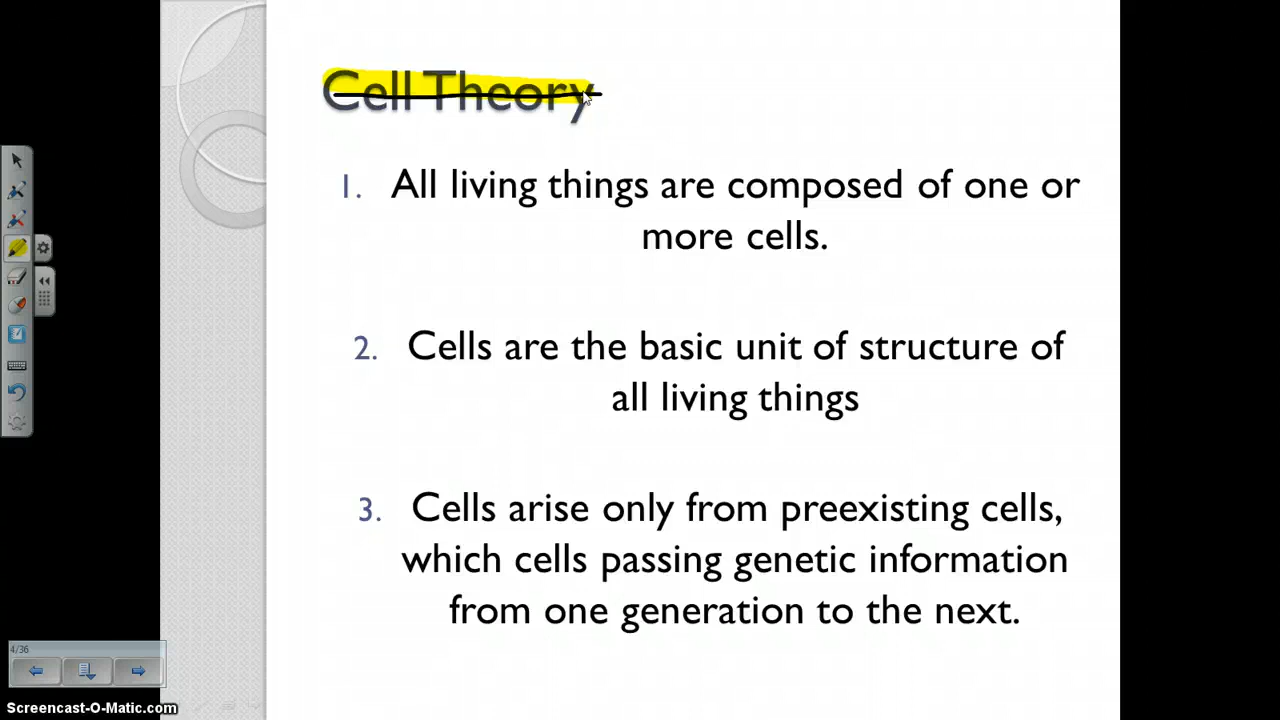 Cell Theory
1. All living things are composed of one or
more cells.
2. Cells are the basic unit of structure of
all living things
3. Cells arise only from preexisting cells,
which cells passing genetic information
from one generation to the next.
4/36
Screencast-O-Matic.com